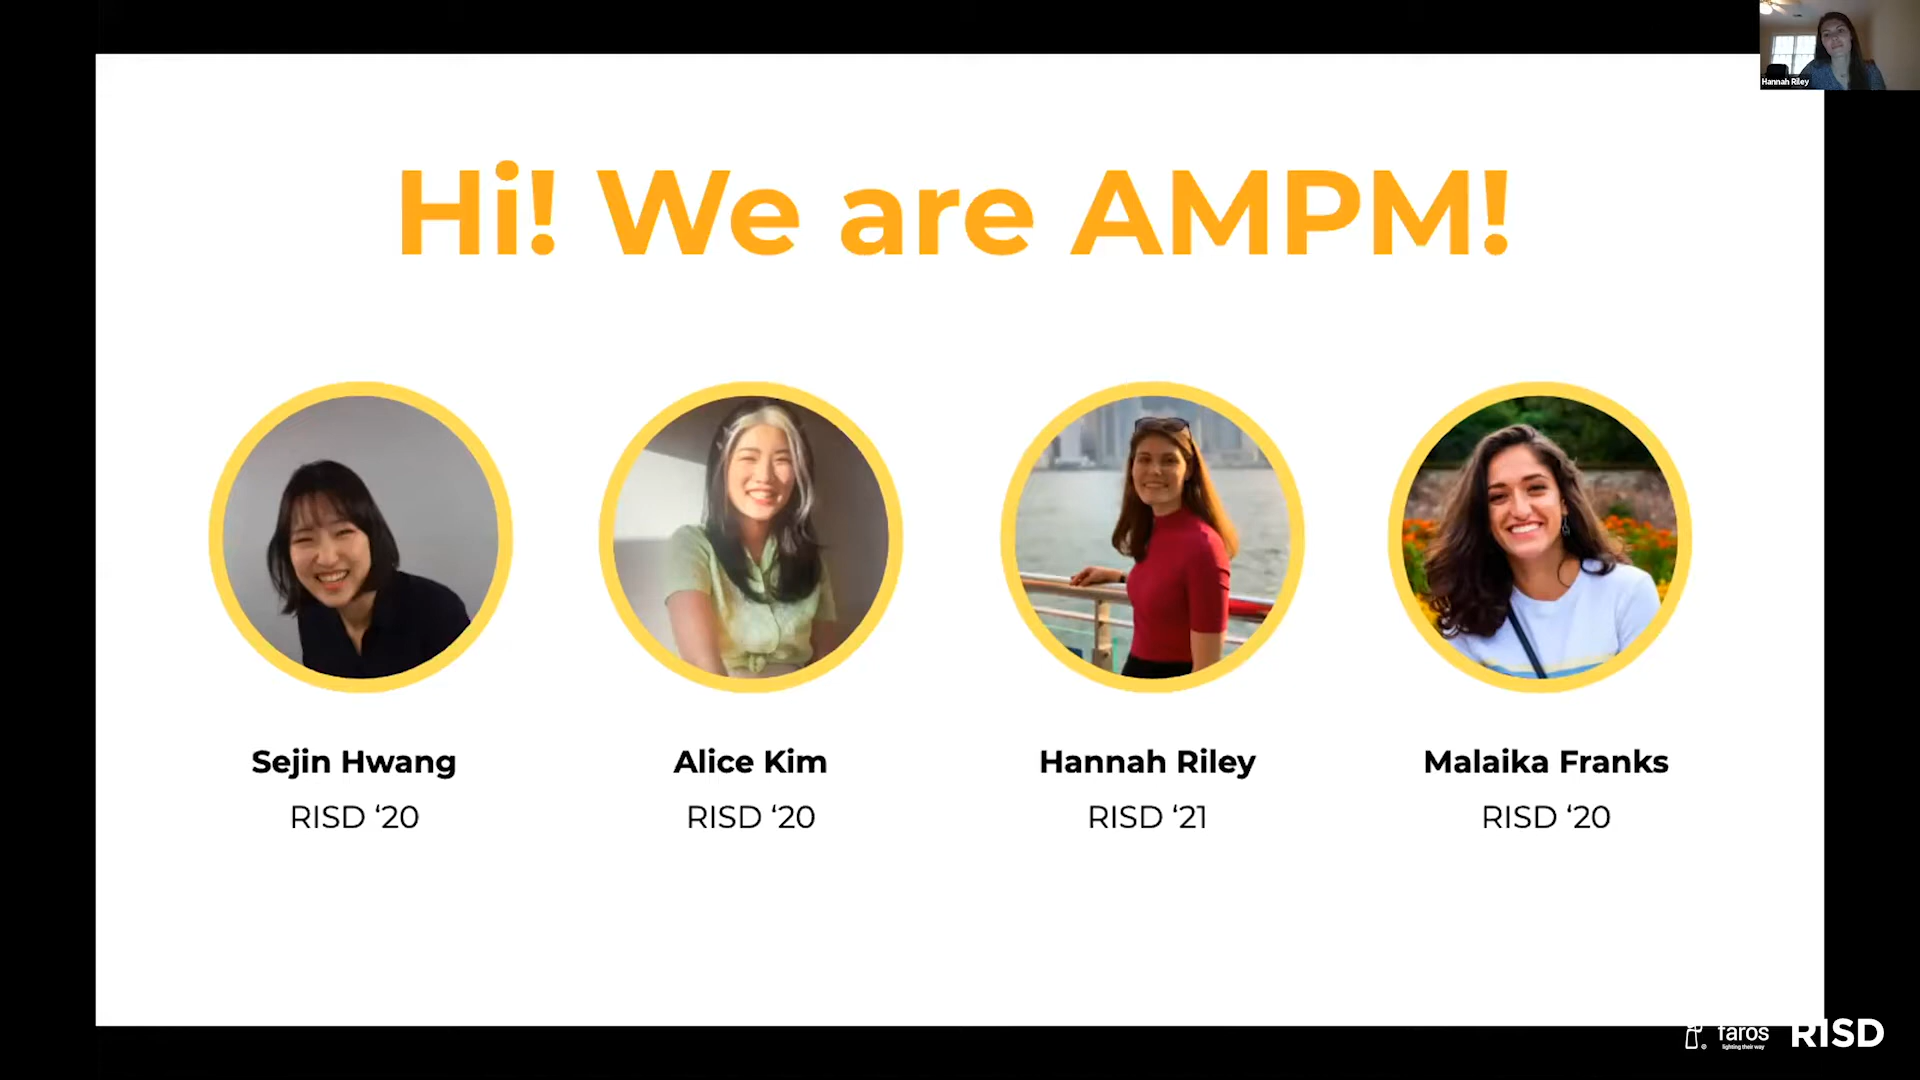 Hannah Riley
Hi! We are AMPM!
Sejin Hwang
RISD ‘20
Alice Kim
RISD ‘20
Hannah Riley
RISD ‘21
Malaika Franks
RISD ‘20
faros
lighting their way
RISD